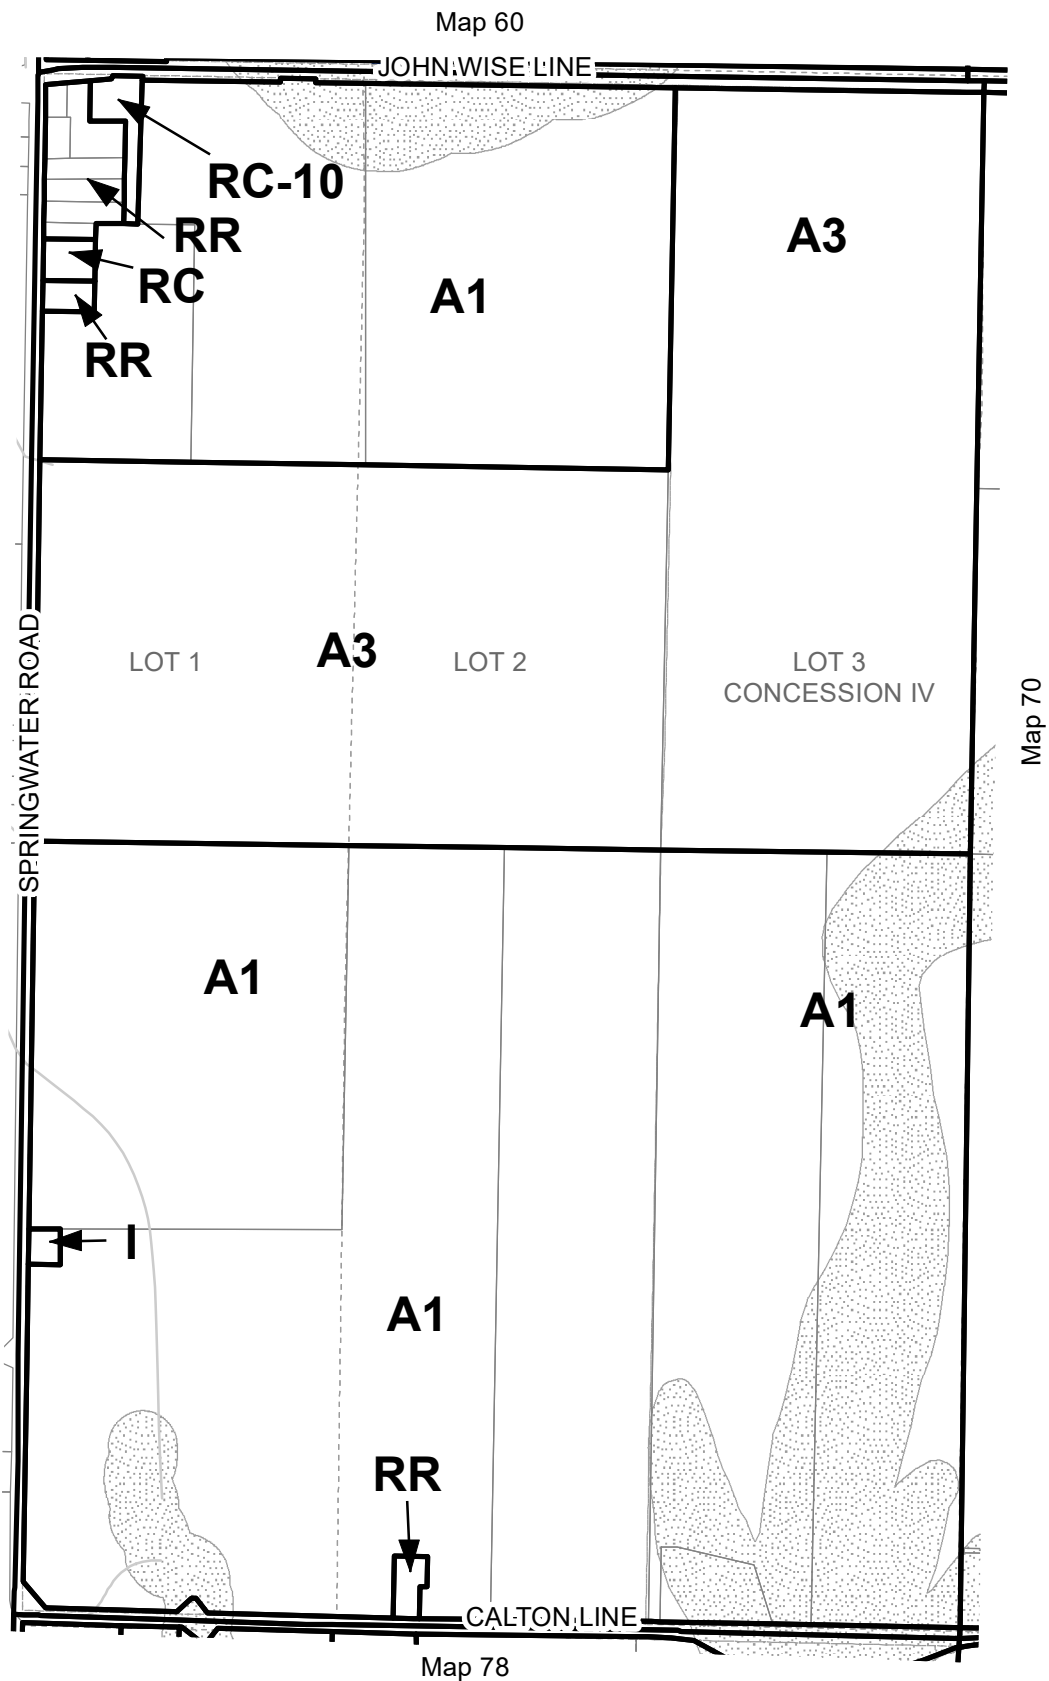 Map 60
JOHN WISE LINE
RC-10
RR
A3
RC
A1
RR
SPRINGWATER ROAD
A3
LOT 1
LOT 2
LOT 3
CONCESSION IV
Map 70
A1
A1
I
A1
RR
CALTON LINE
Map 78